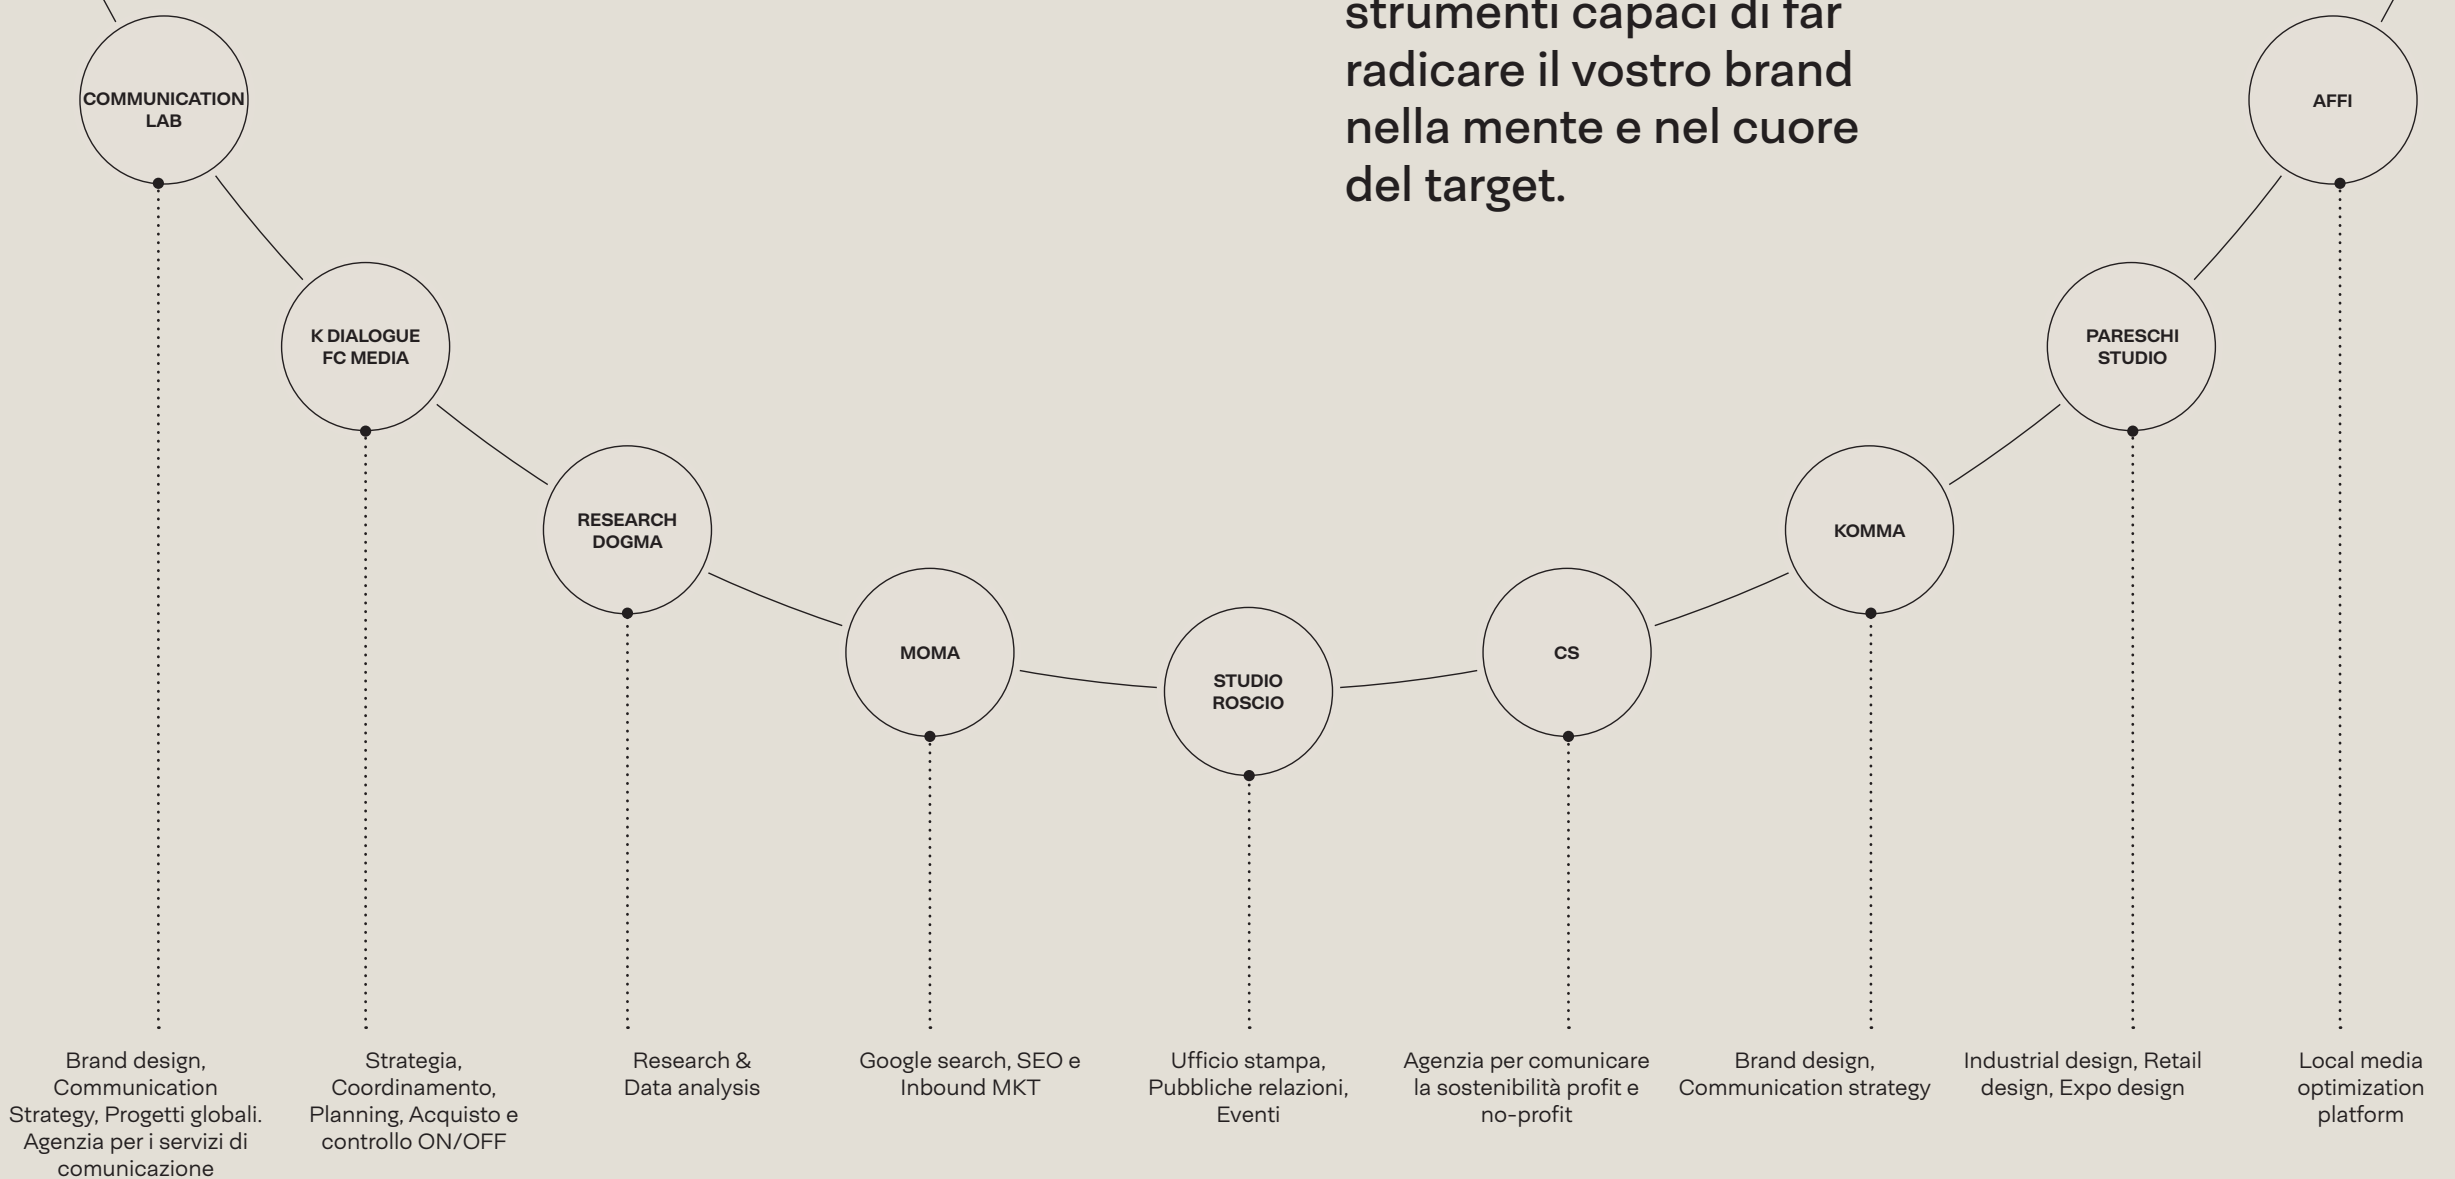 strumenti capaci di far
radicare il vostro brand
nella mente e nel cuore
del target.
COMMUNICATION
LAB
K DIALOGUE
FC MEDIA
RESEARCH
DOGMA
MOMA
STUDIO
ROSCIO
CS
KOMMA
PARESCHI
STUDIO
AFFI
Brand design,
Communication
Strategy, Progetti globali.
Agenzia per i servizi di
comunicazione
Strategia,
Coordinamento,
Planning, Acquisto e
controllo ON/OFF
Research &
Data analysis
Google search, SEO e
Inbound MKT
Ufficio stampa,
Pubbliche relazioni,
Eventi
Agenzia per comunicare
la sostenibilità profit e
no-profit
Brand design,
Communication strategy
Industrial design, Retail
design, Expo design
Local media
optimization
platform